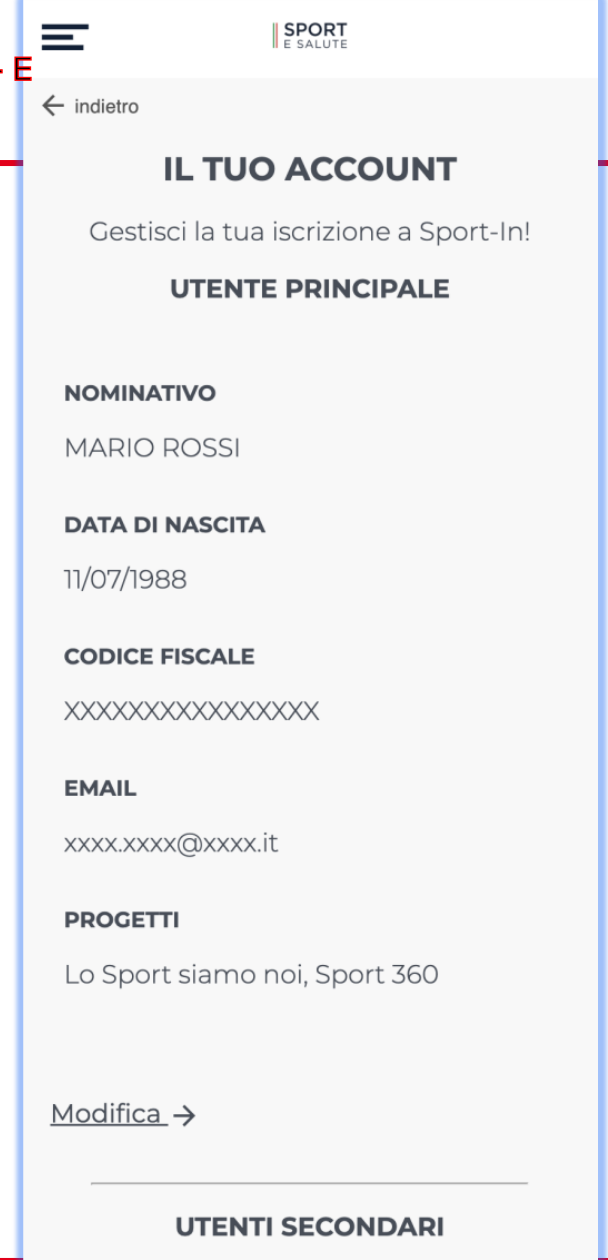 SPORT
E SALUTE
- E
indietro
IL TUO ACCOUNT
Gestisci la tua iscrizione a Sport-In!
UTENTE PRINCIPALE
NOMINATIVO
MARIO ROSSI
DATA DI NASCITA
11/07/1988
CODICE FISCALE
XXXXXXXXXXXXXXXX
EMAIL
xxxx.xxxx@xxxx.it
PROGETTI
Lo Sport siamo noi, Sport 360
Modifica
UTENTI SECONDARI